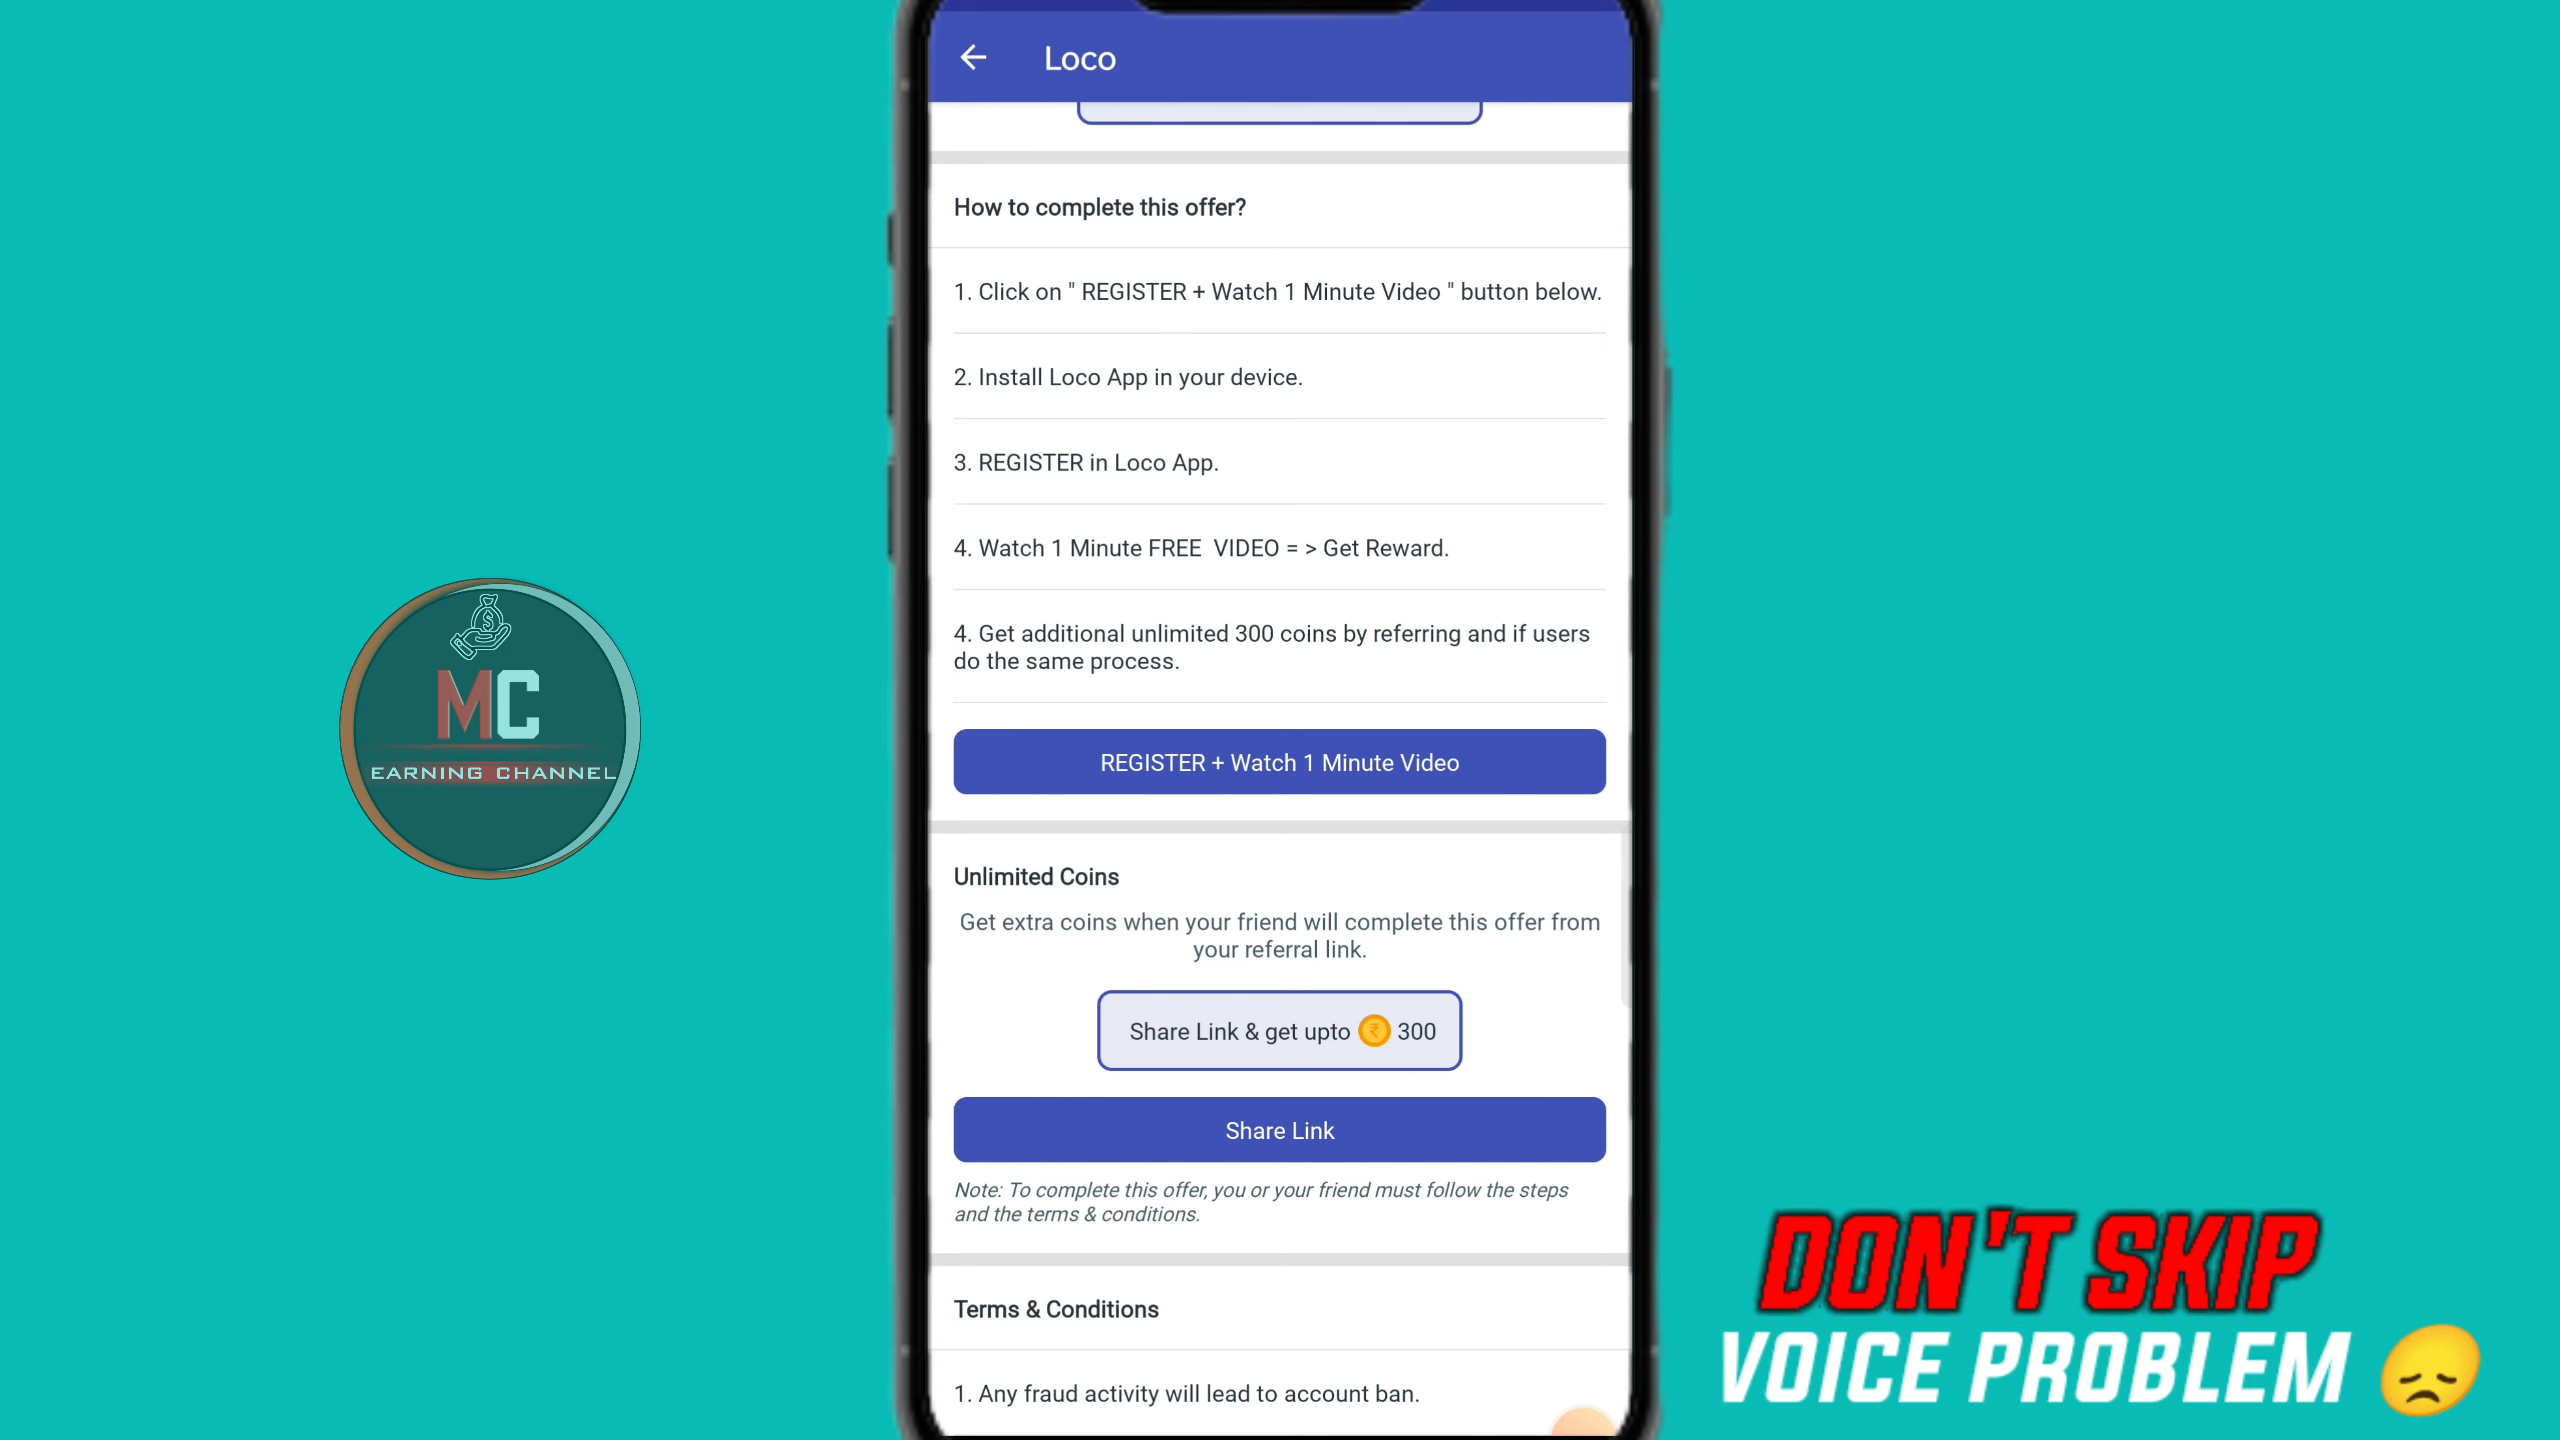 Loco
How to complete this offer?
1. Click on " REGISTER + Watch 1 Minute Video " button below.
2. Install Loco App in your device.
3. REGISTER in Loco App.
4. Watch 1 Minute FREE  VIDEO = > Get Reward.
4. Get additional unlimited 300 coins by referring and if users
do the same process.
REGISTER + Watch 1 Minute Video
Unlimited Coins
Get extra coins when your friend will complete this offer from
your referral link.
Share Link & get upto ₹ 300
Share Link
Note: To complete this offer, you or your friend must follow the steps
and the terms & conditions.
Terms & Conditions
1. Any fraud activity will lead to account ban.
$
MC
EARNING CHANNEL
DON'T SKIP
VOICE PROBLEM 😞